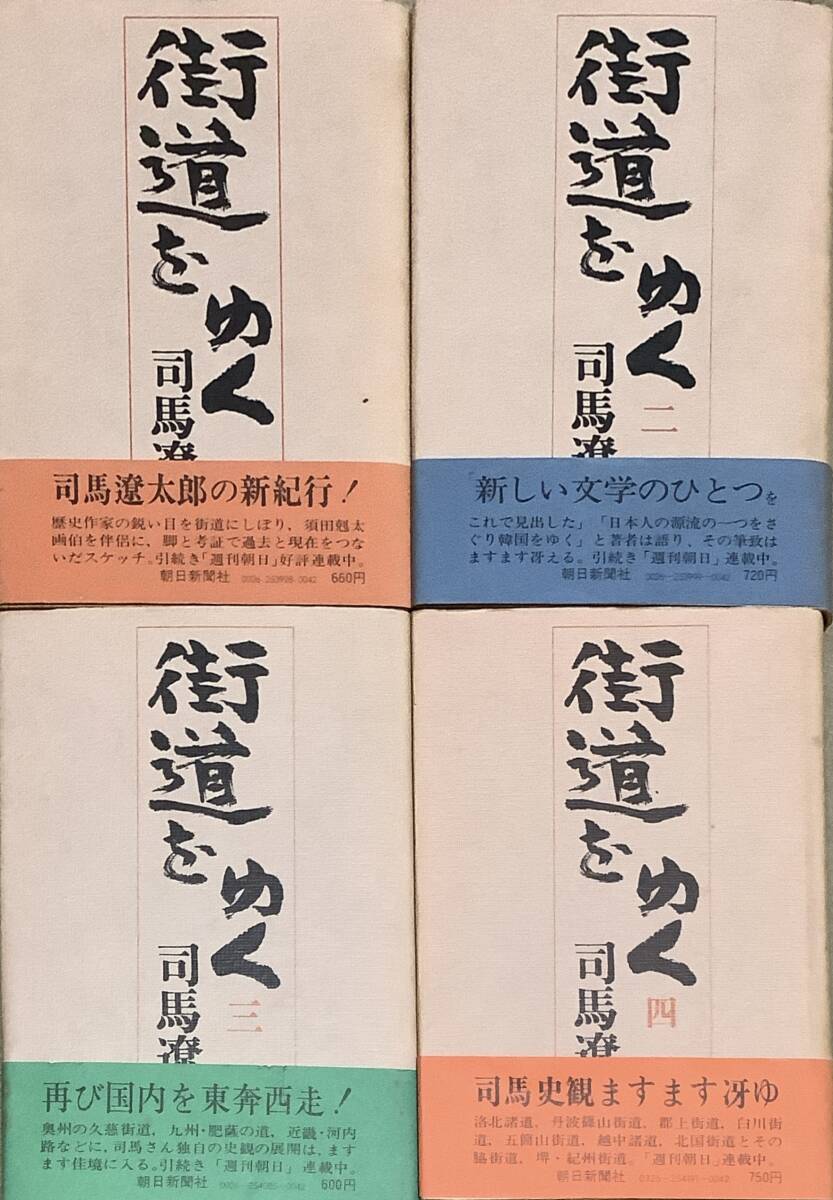 街道を
ゆく
司馬遼
司馬遼太郎の新紀行!
歴史作家の鋭い目を街道にしぼり、須田剋太
画伯を伴侶に、脚と考証で過去と現在をつな
いだスケッチ。引続き「週刊朝日」好評連載中。
朝日新聞社 0026-253998-0042 660円
街道を
ゆく
二
司馬遼
「新しい文学のひとつを
これで見出した」「日本人の源流の一つをさ
ぐり韓国をゆく」と著者は語り、その筆致は
ますます冴える。引続き「週刊朝日」連載中。
朝日新聞社 0026-253999-0042 720円
街道を
ゆく
三
司馬遼
再び国内を東奔西走!
奥州の久慈街道、九州・肥薩の道、近畿・河内
路などに、司馬さん独自の史観の展開は、ます
ます佳境に入る。引続き「週刊朝日」連載中。
朝日新聞社 600円
街道を
ゆく
四
司馬遼
司馬史観ますます冴ゆ
洛北諸道、丹波篠山街道、郡上街道、白川街
道、五箇山街道、越中諸道、北国街道とその
脇街道、堺・紀州街道。「週刊朝日」連載中。
朝日新聞社 750円